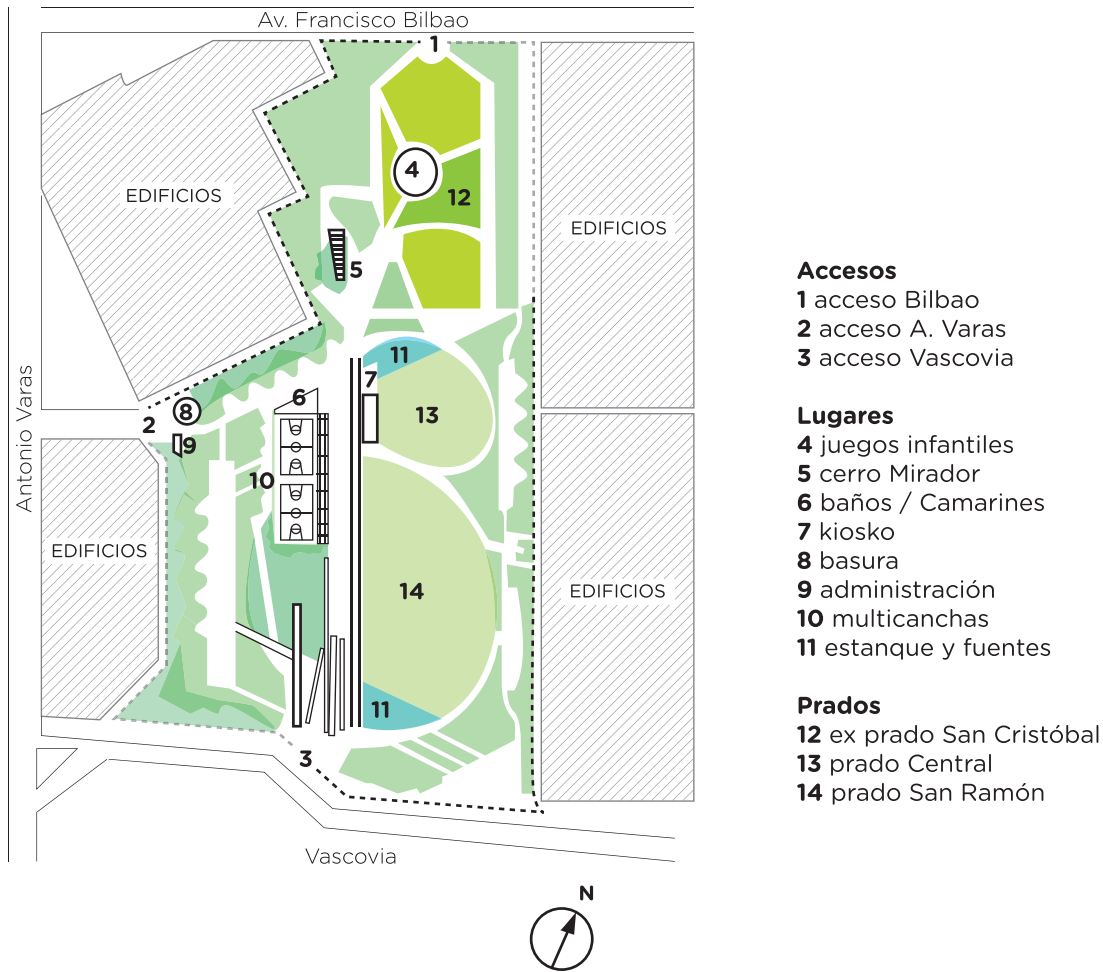 Av. Francisco Bilbao
1
4
12
EDIFICIOS
EDIFICIOS
5
11
7
6
13
8
2
9
10
Antonio Varas
EDIFICIOS
14
EDIFICIOS
11
3
Vascovia
N
Accesos
1 acceso Bilbao
2 acceso A. Varas
3 acceso Vascovia
Lugares
4 juegos infantiles
5 cerro Mirador
6 baños / Camarines
7 kiosko
8 basura
9 administración
10 multicanchas
11 estanque y fuentes
Prados
12 ex prado San Cristóbal
13 prado Central
14 prado San Ramón